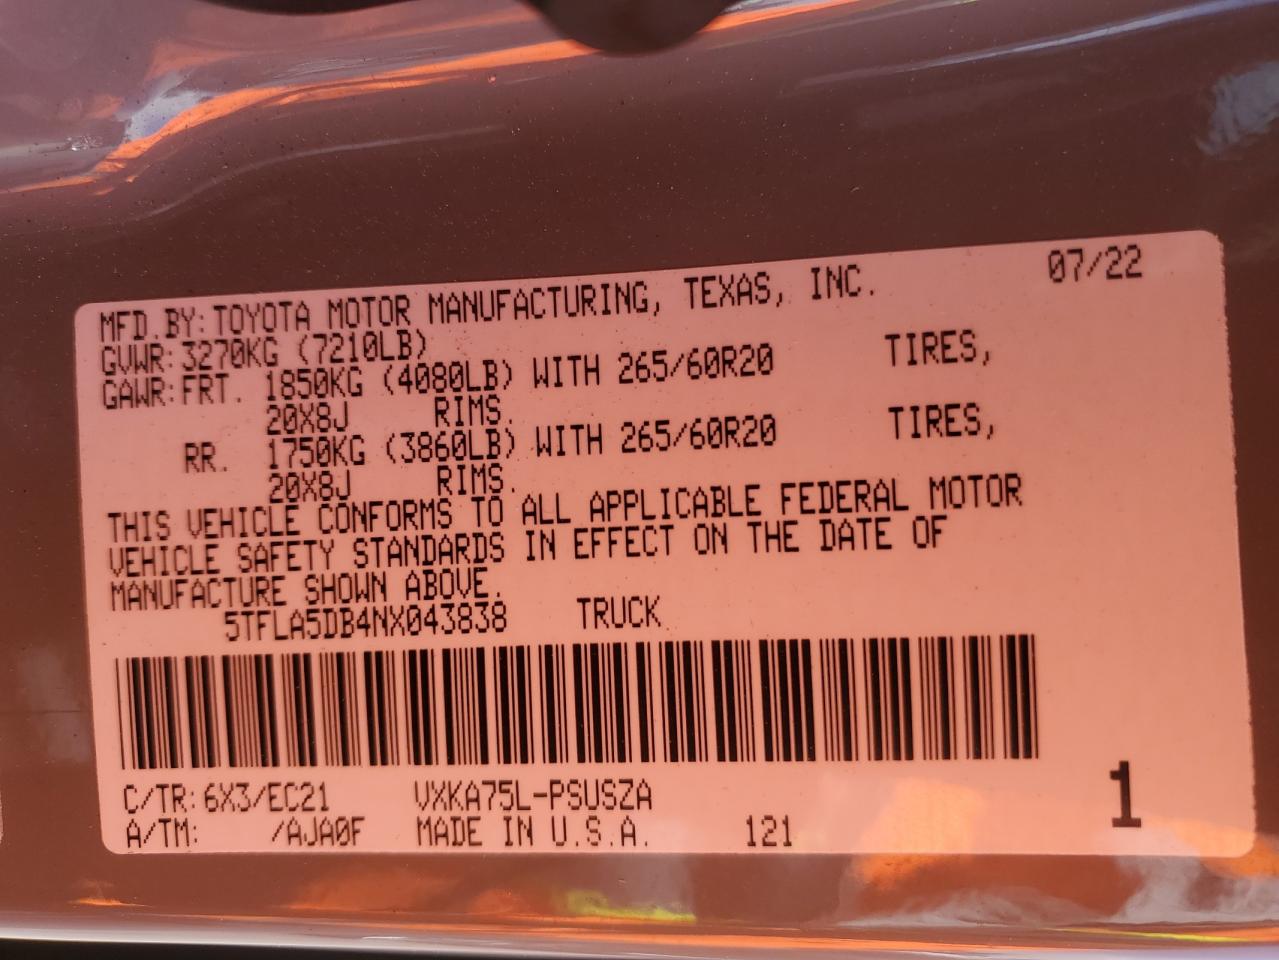 MFD.BY:TOYOTA MOTOR MANUFACTURING, TEXAS, INC. 07/22
GVWR:3270KG (7210LB)
GAWR:FRT. 1850KG (4080LB) WITH 265/60R20 TIRES,
20X8J RIMS.
RR. 1750KG (3860LB) WITH 265/60R20 TIRES,
20X8J RIMS.
THIS VEHICLE CONFORMS TO ALL APPLICABLE FEDERAL MOTOR
VEHICLE SAFETY STANDARDS IN EFFECT ON THE DATE OF
MANUFACTURE SHOWN ABOVE.
5TFLA5DB4NX043838 TRUCK
C/TR:6X3/EC21 VXKA75L-PSUSZA
A/TM: /AJA0F MADE IN U.S.A. 121
1